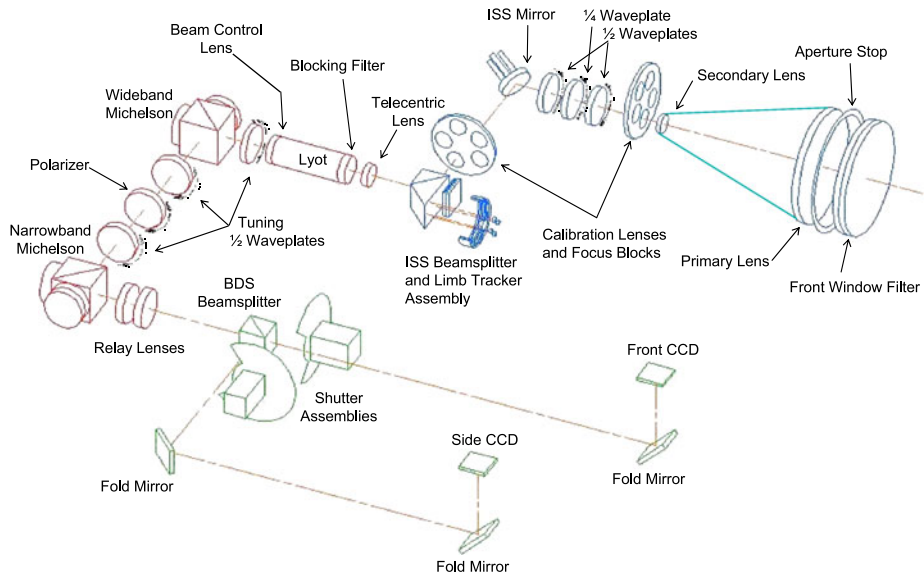 ISS Mirror
¼ Waveplate
½ Waveplates
Aperture Stop
Beam Control
Lens
Blocking Filter
Secondary Lens
Wideband
Michelson
Telecentric
Lens
Lyot
Polarizer
Tuning
½ Waveplates
Narrowband
Michelson
Calibration Lenses
and Focus Blocks
Primary Lens
ISS Beamsplitter
and Limb Tracker
Assembly
Front Window Filter
BDS
Beamsplitter
Relay Lenses
Front CCD
Shutter
Assemblies
Side CCD
Fold Mirror
Fold Mirror
Fold Mirror